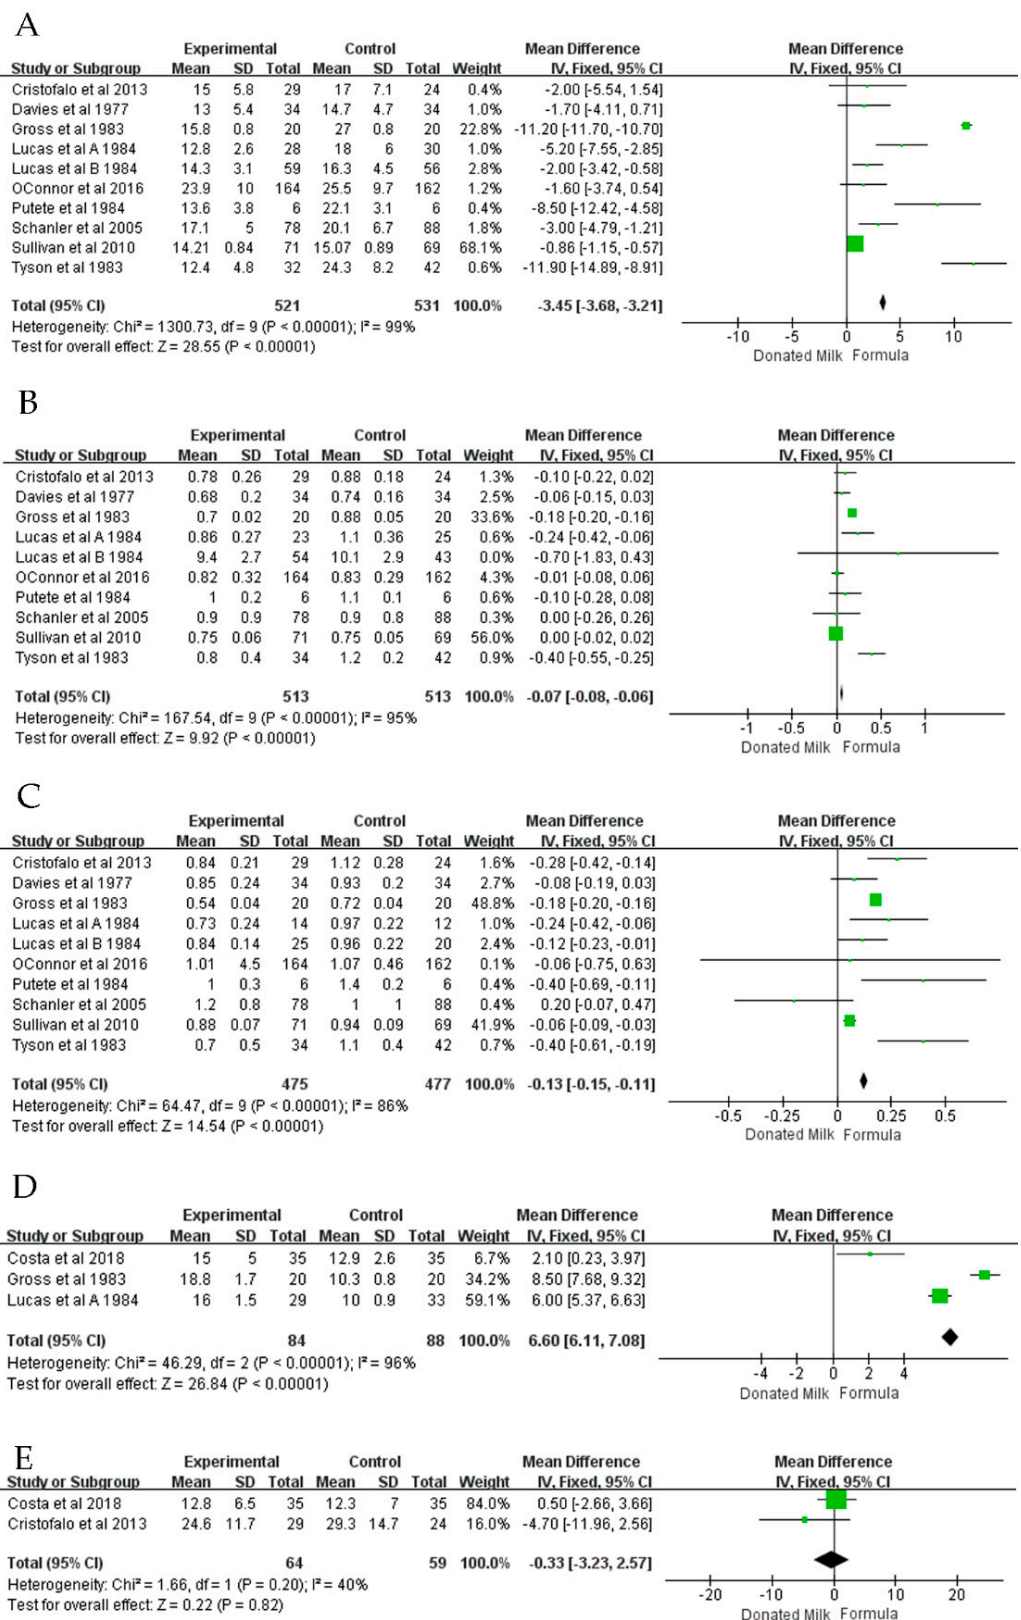 A
Experimental Control Mean Difference Mean Difference
Study or Subgroup Mean SD Total Mean SD Total Weight IV, Fixed, 95% CI IV, Fixed, 95% CI
Cristofalo et al 2013 15 5.8 29 17 7.1 24 0.4% -2.00 [-5.54, 1.54]
Davies et al 1977 13 5.4 34 14.7 4.7 34 1.0% -1.70 [-4.11, 0.71]
Gross et al 1983 15.8 0.8 20 27 0.8 20 22.8% -11.20 [-11.70, -10.70]
Lucas et al A 1984 12.8 2.6 28 18 6 30 1.0% -5.20 [-7.55, -2.85]
Lucas et al B 1984 14.3 3.1 59 16.3 4.5 56 2.8% -2.00 [-3.42, -0.58]
OConnor et al 2016 23.9 10 164 25.5 9.7 162 1.2% -1.60 [-3.74, 0.54]
Putete et al 1984 13.6 3.8 6 22.1 3.1 6 0.4% -8.50 [-12.42, -4.58]
Schanler et al 2005 17.1 5 78 20.1 6.7 88 1.8% -3.00 [-4.79, -1.21]
Sullivan et al 2010 14.21 0.84 71 15.07 0.89 69 68.1% -0.86 [-1.15, -0.57]
Tyson et al 1983 12.4 4.8 32 24.3 8.2 42 0.6% -11.90 [-14.89, -8.91]
Total (95% CI) 521 531 100.0% -3.45 [-3.68, -3.21]
Heterogeneity: Chi² = 1300.73, df = 9 (P < 0.00001); I² = 99%
Test for overall effect: Z = 28.55 (P < 0.00001)
-10 -5 0 5 10
Donated Milk Formula
B
Experimental Control Mean Difference Mean Difference
Study or Subgroup Mean SD Total Mean SD Total Weight IV, Fixed, 95% CI IV, Fixed, 95% CI
Cristofalo et al 2013 0.78 0.26 29 0.88 0.18 24 1.3% -0.10 [-0.22, 0.02]
Davies et al 1977 0.68 0.2 34 0.74 0.16 34 2.5% -0.06 [-0.15, 0.03]
Gross et al 1983 0.7 0.02 20 0.88 0.05 20 33.6% -0.18 [-0.20, -0.16]
Lucas et al A 1984 0.86 0.27 23 1.1 0.36 25 0.6% -0.24 [-0.42, -0.06]
Lucas et al B 1984 9.4 2.7 54 10.1 2.9 43 0.0% -0.70 [-1.83, 0.43]
OConnor et al 2016 0.82 0.32 164 0.83 0.29 162 4.3% -0.01 [-0.08, 0.06]
Putete et al 1984 1 0.2 6 1.1 0.1 6 0.6% -0.10 [-0.28, 0.08]
Schanler et al 2005 0.9 0.9 78 0.9 0.8 88 0.3% 0.00 [-0.26, 0.26]
Sullivan et al 2010 0.75 0.06 71 0.75 0.05 69 56.0% 0.00 [-0.02, 0.02]
Tyson et al 1983 0.8 0.4 34 1.2 0.2 42 0.9% -0.40 [-0.55, -0.25]
Total (95% CI) 513 513 100.0% -0.07 [-0.08, -0.06]
Heterogeneity: Chi² = 167.54, df = 9 (P < 0.00001); I² = 95%
Test for overall effect: Z = 9.92 (P < 0.00001)
-1 -0.5 0 0.5 1
Donated Milk Formula
C
Experimental Control Mean Difference Mean Difference
Study or Subgroup Mean SD Total Mean SD Total Weight IV, Fixed, 95% CI IV, Fixed, 95% CI
Cristofalo et al 2013 0.84 0.21 29 1.12 0.28 24 1.6% -0.28 [-0.42, -0.14]
Davies et al 1977 0.85 0.24 34 0.93 0.2 34 2.7% -0.08 [-0.19, 0.03]
Gross et al 1983 0.54 0.04 20 0.72 0.04 20 48.8% -0.18 [-0.20, -0.16]
Lucas et al A 1984 0.73 0.24 14 0.97 0.22 12 1.0% -0.24 [-0.42, -0.06]
Lucas et al B 1984 0.84 0.14 25 0.96 0.22 20 2.4% -0.12 [-0.23, -0.01]
OConnor et al 2016 1.01 4.5 164 1.07 0.46 162 0.1% -0.06 [-0.75, 0.63]
Putete et al 1984 1 0.3 6 1.4 0.2 6 0.4% -0.40 [-0.69, -0.11]
Schanler et al 2005 1.2 0.8 78 1 1 88 0.4% 0.20 [-0.07, 0.47]
Sullivan et al 2010 0.88 0.07 71 0.94 0.09 69 41.9% -0.06 [-0.09, -0.03]
Tyson et al 1983 0.7 0.5 34 1.1 0.4 42 0.7% -0.40 [-0.61, -0.19]
Total (95% CI) 475 477 100.0% -0.13 [-0.15, -0.11]
Heterogeneity: Chi² = 64.47, df = 9 (P < 0.00001); I² = 86%
Test for overall effect: Z = 14.54 (P < 0.00001)
-0.5 -0.25 0 0.25 0.5
Donated Milk Formula
D
Experimental Control Mean Difference Mean Difference
Study or Subgroup Mean SD Total Mean SD Total Weight IV, Fixed, 95% CI IV, Fixed, 95% CI
Costa et al 2018 15 5 35 12.9 2.6 35 6.7% 2.10 [0.23, 3.97]
Gross et al 1983 18.8 1.7 20 10.3 0.8 20 34.2% 8.50 [7.68, 9.32]
Lucas et al A 1984 16 1.5 29 10 0.9 33 59.1% 6.00 [5.37, 6.63]
Total (95% CI) 84 88 100.0% 6.60 [6.11, 7.08]
Heterogeneity: Chi² = 46.29, df = 2 (P < 0.00001); I² = 96%
Test for overall effect: Z = 26.84 (P < 0.00001)
-4 -2 0 2 4
Donated Milk Formula
E
Experimental Control Mean Difference Mean Difference
Study or Subgroup Mean SD Total Mean SD Total Weight IV, Fixed, 95% CI IV, Fixed, 95% CI
Costa et al 2018 12.8 6.5 35 12.3 7 35 84.0% 0.50 [-2.66, 3.66]
Cristofalo et al 2013 24.6 11.7 29 29.3 14.7 24 16.0% -4.70 [-11.96, 2.56]
Total (95% CI) 64 59 100.0% -0.33 [-3.23, 2.57]
Heterogeneity: Chi² = 1.66, df = 1 (P = 0.20); I² = 40%
Test for overall effect: Z = 0.22 (P = 0.82)
-20 -10 0 10 20
Donated Milk Formula